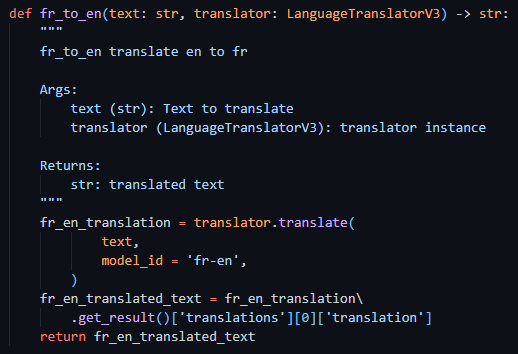 def fr_to_en(text: str, translator: LanguageTranslatorV3) -> str:
    """
    fr_to_en translate en to fr

    Args:
        text (str): Text to translate
        translator (LanguageTranslatorV3): translator instance

    Returns:
        str: translated text
    """
    fr_en_translation = translator.translate(
            text,
            model_id = 'fr-en',
        )
    fr_en_translated_text = fr_en_translation\
        .get_result()['translations'][0]['translation']
    return fr_en_translated_text